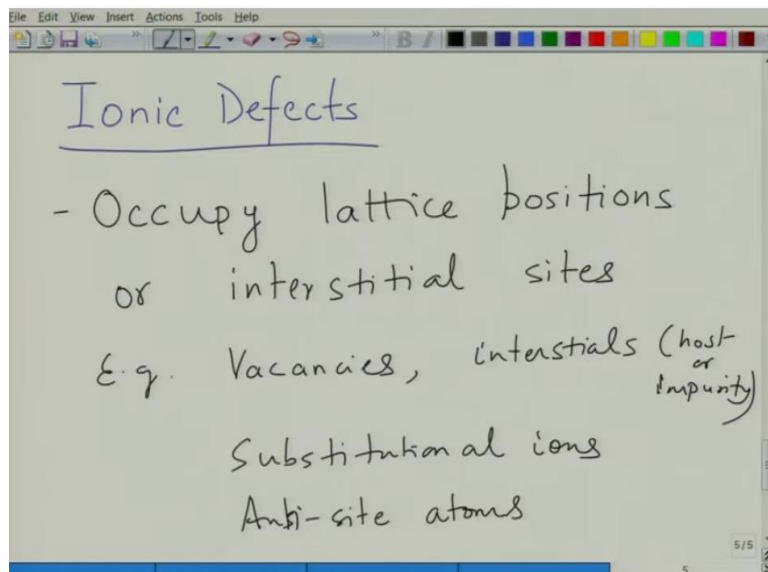 File Edit View Insert Actions Tools Help
B I
Ionic Defects
- Occupy lattice positions
or interstitial sites
E.g. Vacancies, interstials (host
or
impurity)
Substitutional ions
Anti-site atoms
5/5
5